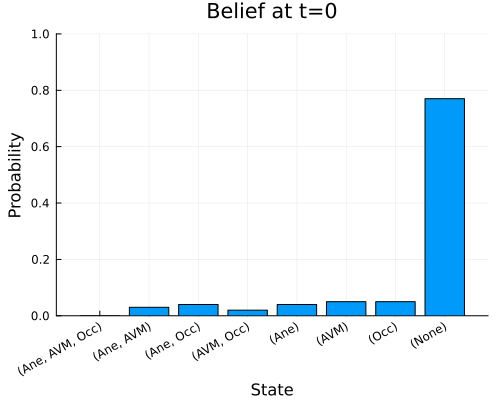 Belief at t=0
Probability
1.0
0.8
0.6
0.4
0.2
0.0
(Ane, AVM, Occ)
(Ane, AVM)
(Ane, Occ)
(AVM, Occ)
(Ane)
(AVM)
(Occ)
(None)
State